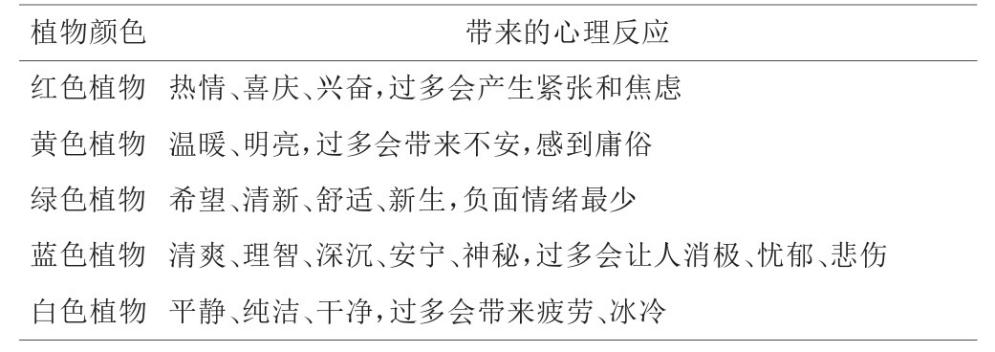 植物颜色 带来的心理反应
红色植物 热情、喜庆、兴奋,过多会产生紧张和焦虑
黄色植物 温暖、明亮,过多会带来不安,感到庸俗
绿色植物 希望、清新、舒适、新生,负面情绪最少
蓝色植物 清爽、理智、深沉、安宁、神秘,过多会让人消极、忧郁、悲伤
白色植物 平静、纯洁、干净,过多会带来疲劳、冰冷